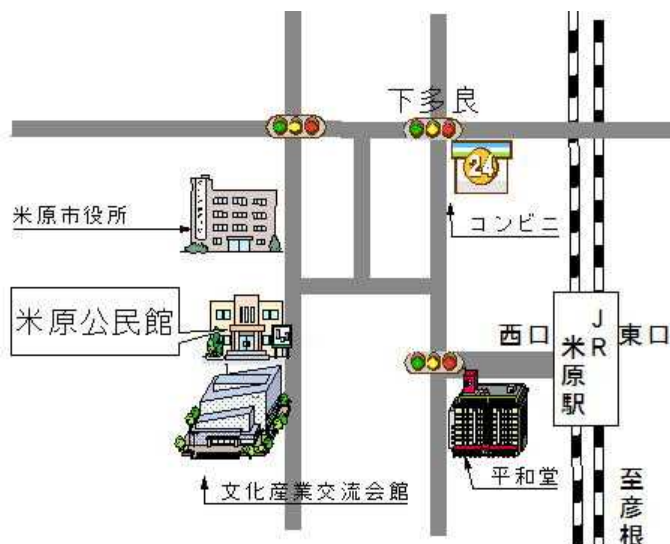 下多良
24
米原市役所
コンビニ
米原公民館
西口
JR
米原駅
東口
平和堂
文化産業交流会館
至彦根